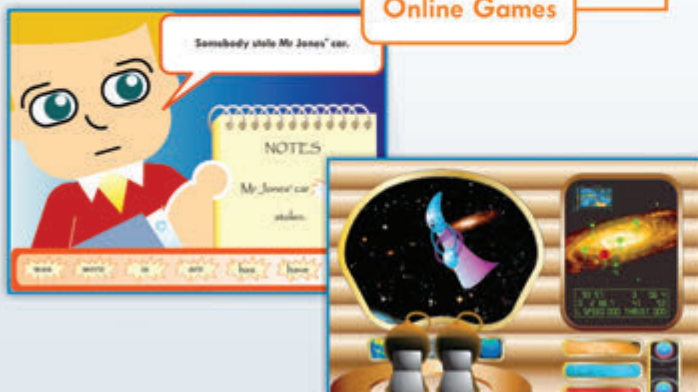 Online Games
Somebody stole Mr Jones' car.
NOTES
Mr Jones' car
stolen.
was were is are has have